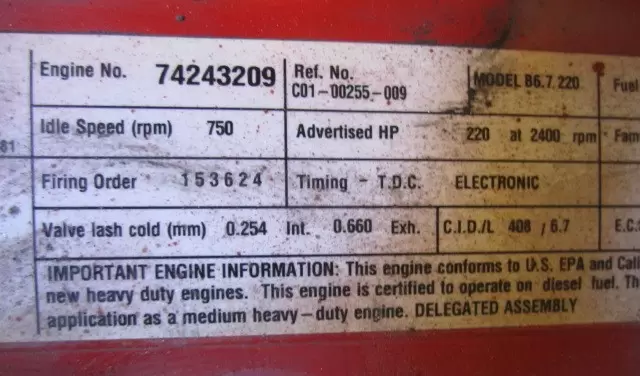 Engine No. 74243209 Ref. No. C01-00255-009 MODEL B6.7 220 Fuel
Idle Speed (rpm) 750 Advertised HP 220 at 2400 rpm Fam
81
Firing Order 153624 Timing - T.D.C. ELECTRONIC
Valve lash cold (mm) 0.254 Int. 0.660 Exh. C.I.D./L 408 / 6.7 E.C.
IMPORTANT ENGINE INFORMATION: This engine conforms to U.S. EPA and Cali
new heavy duty engines. This engine is certified to operate on diesel fuel. Th
application as a medium heavy-duty engine. DELEGATED ASSEMBLY